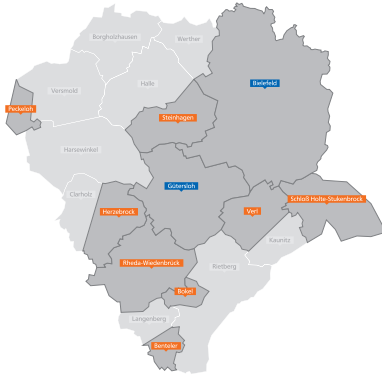 Borgholzhausen
Werther
Bielefeld
Halle
Versmold
Peckeloh
Steinhagen
Harsewinkel
Gütersloh
Clarholz
Schloß Holte-Stukenbrock
Herzebrock
Verl
Kaunitz
Rheda-Wiedenbrück
Rietberg
Bokel
Langenberg
Benteler